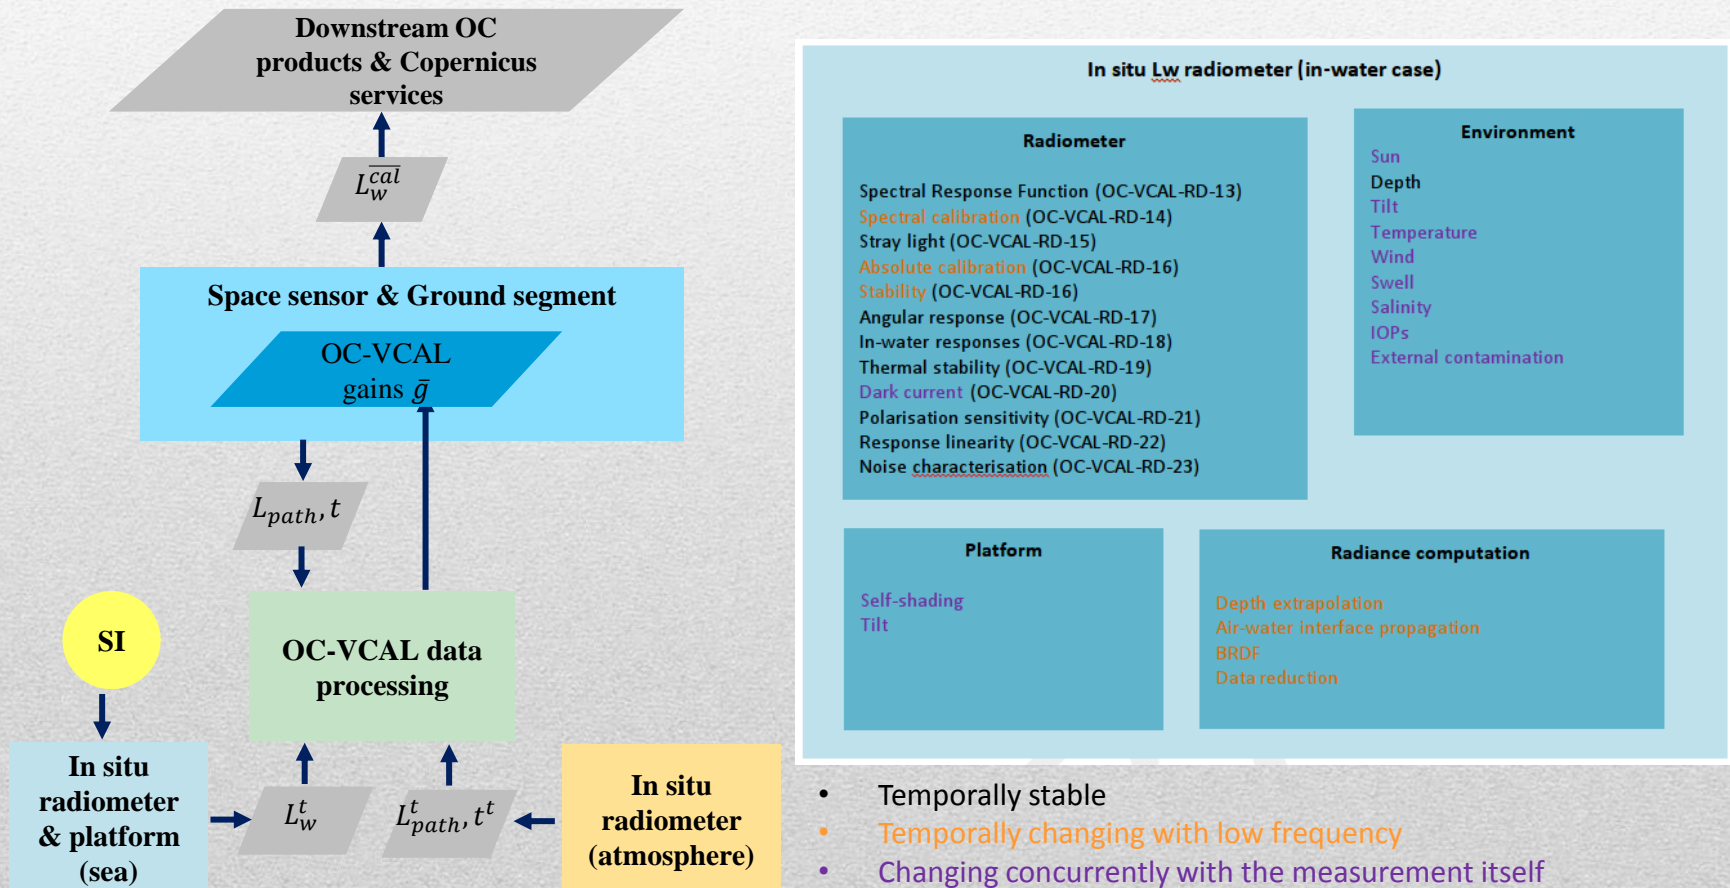 Downstream OC
products & Copernicus
services
L_w^{\overline{cal}}
Space sensor & Ground segment
OC-VCAL
gains ḡ
L_{path}, t
SI
OC-VCAL data
processing
In situ
radiometer
& platform
(sea)
L_w^t
L_{path}^t, t^t
In situ
radiometer
(atmosphere)
In situ Lw radiometer (in-water case)
Radiometer
Spectral Response Function (OC-VCAL-RD-13)
Spectral calibration (OC-VCAL-RD-14)
Stray light (OC-VCAL-RD-15)
Absolute calibration (OC-VCAL-RD-16)
Stability (OC-VCAL-RD-16)
Angular response (OC-VCAL-RD-17)
In-water responses (OC-VCAL-RD-18)
Thermal stability (OC-VCAL-RD-19)
Dark current (OC-VCAL-RD-20)
Polarisation sensitivity (OC-VCAL-RD-21)
Response linearity (OC-VCAL-RD-22)
Noise characterisation (OC-VCAL-RD-23)
Environment
Sun
Depth
Tilt
Temperature
Wind
Swell
Salinity
IOPs
External contamination
Platform
Self-shading
Tilt
Radiance computation
Depth extrapolation
Air-water interface propagation
BRDF
Data reduction
• Temporally stable
• Temporally changing with low frequency
• Changing concurrently with the measurement itself